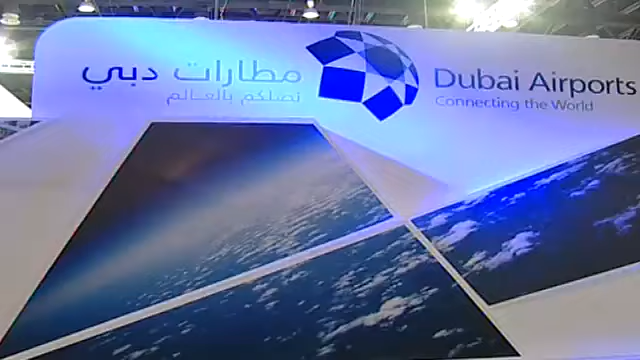 مطارات دبي
نصلكم بالعالم
Dubai Airports
Connecting the World